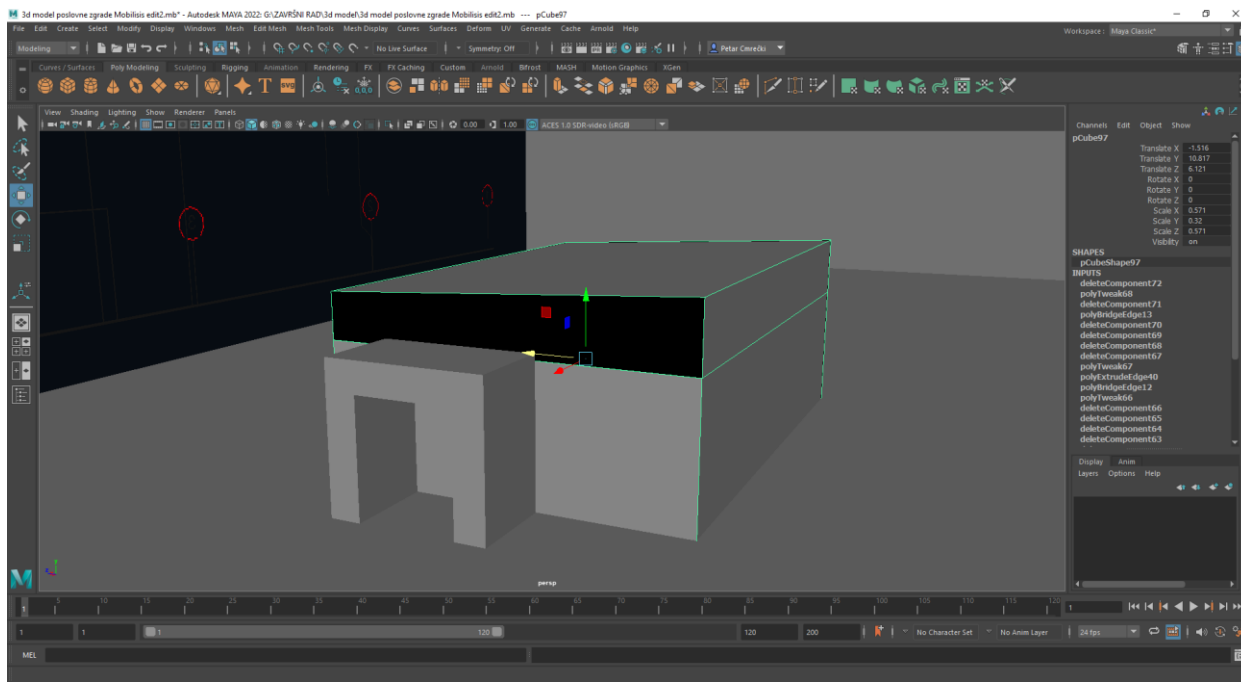 3d model poslovne zgrade Mobilisis edit2.mb* - Autodesk MAYA 2022: G:\ZAVRŠNI RAD\3d model\3d model poslovne zgrade Mobilisis edit2.mb --- pCube97
File Edit Create Select Modify Display Windows Mesh Edit Mesh Mesh Tools Mesh Display Curves Surfaces Deform UV Generate Cache Arnold Help
Workspace : Maya Classic*
Modeling No Live Surface Symmetry: Off Petar Cmrečki
Curves / Surfaces Poly Modeling Sculpting Rigging Animation Rendering FX FX Caching Custom Arnold Bifrost MASH Motion Graphics XGen
T SVG 0,0,0
View Shading Lighting Show Renderer Panels
0.00 1.00 ACES 1.0 SDR-video (sRGB)
Channels Edit Object Show
pCube97
Translate X -1.516
Translate Y 10.817
Translate Z 6.121
Rotate X 0
Rotate Y 0
Rotate Z 0
Scale X 0.571
Scale Y 0.32
Scale Z 0.571
Visibility on
SHAPES
pCubeShape97
INPUTS
deleteComponent72
polyTweak68
deleteComponent71
polyBridgeEdge13
deleteComponent70
deleteComponent69
deleteComponent68
deleteComponent67
polyTweak67
polyExtrudeEdge40
polyBridgeEdge12
polyTweak66
deleteComponent66
deleteComponent65
deleteComponent64
deleteComponent63
Display Anim
Layers Options Help
persp
1 5 10 15 20 25 30 35 40 45 50 55 60 65 70 75 80 85 90 95 100 105 110 115 120 1
1 1 1 120 120 200 No Character Set No Anim Layer 24 fps
MEL